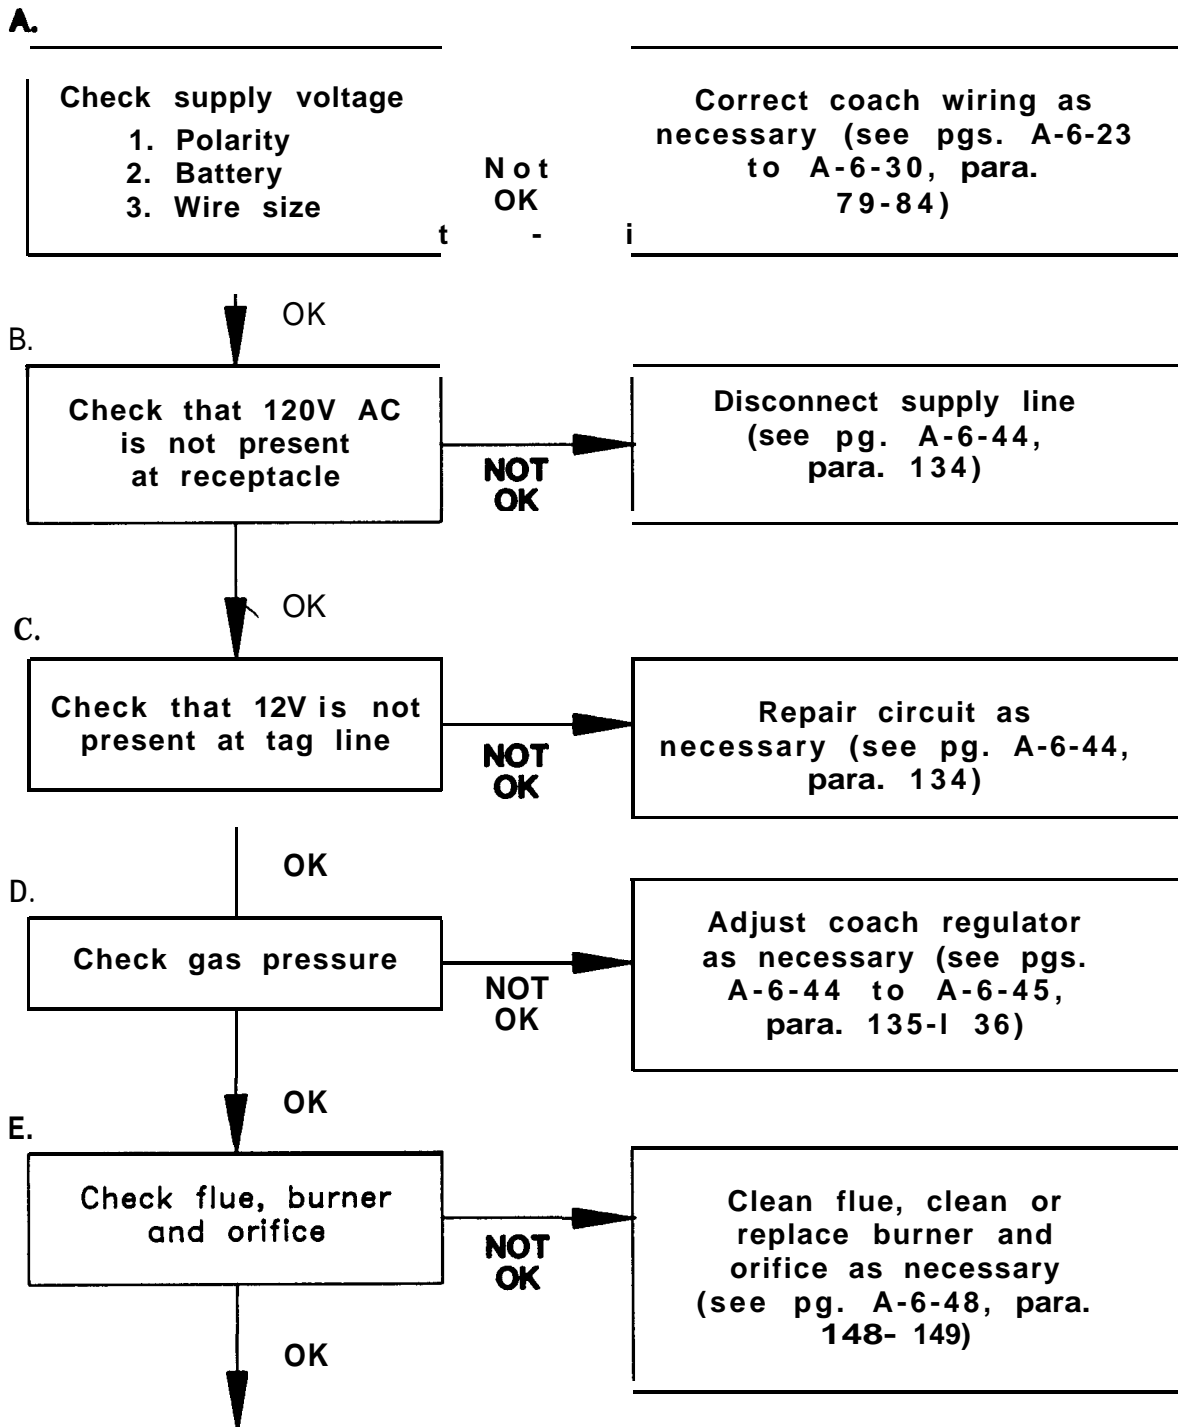 A.
Check supply voltage
1. Polarity
2. Battery
3. Wire size
Not
OK
t - i
Correct coach wiring as
necessary (see pgs. A-6-23
to A-6-30, para.
79-84)
OK
B.
Check that 120V AC
is not present
at receptacle
NOT
OK
Disconnect supply line
(see pg. A-6-44,
para. 134)
OK
C.
Check that 12V is not
present at tag line
NOT
OK
Repair circuit as
necessary (see pg. A-6-44,
para. 134)
OK
D.
Check gas pressure
NOT
OK
Adjust coach regulator
as necessary (see pgs.
A-6-44 to A-6-45,
para. 135-l 36)
OK
E.
Check flue, burner
and orifice
NOT
OK
Clean flue, clean or
replace burner and
orifice as necessary
(see pg. A-6-48, para.
148- 149)
OK